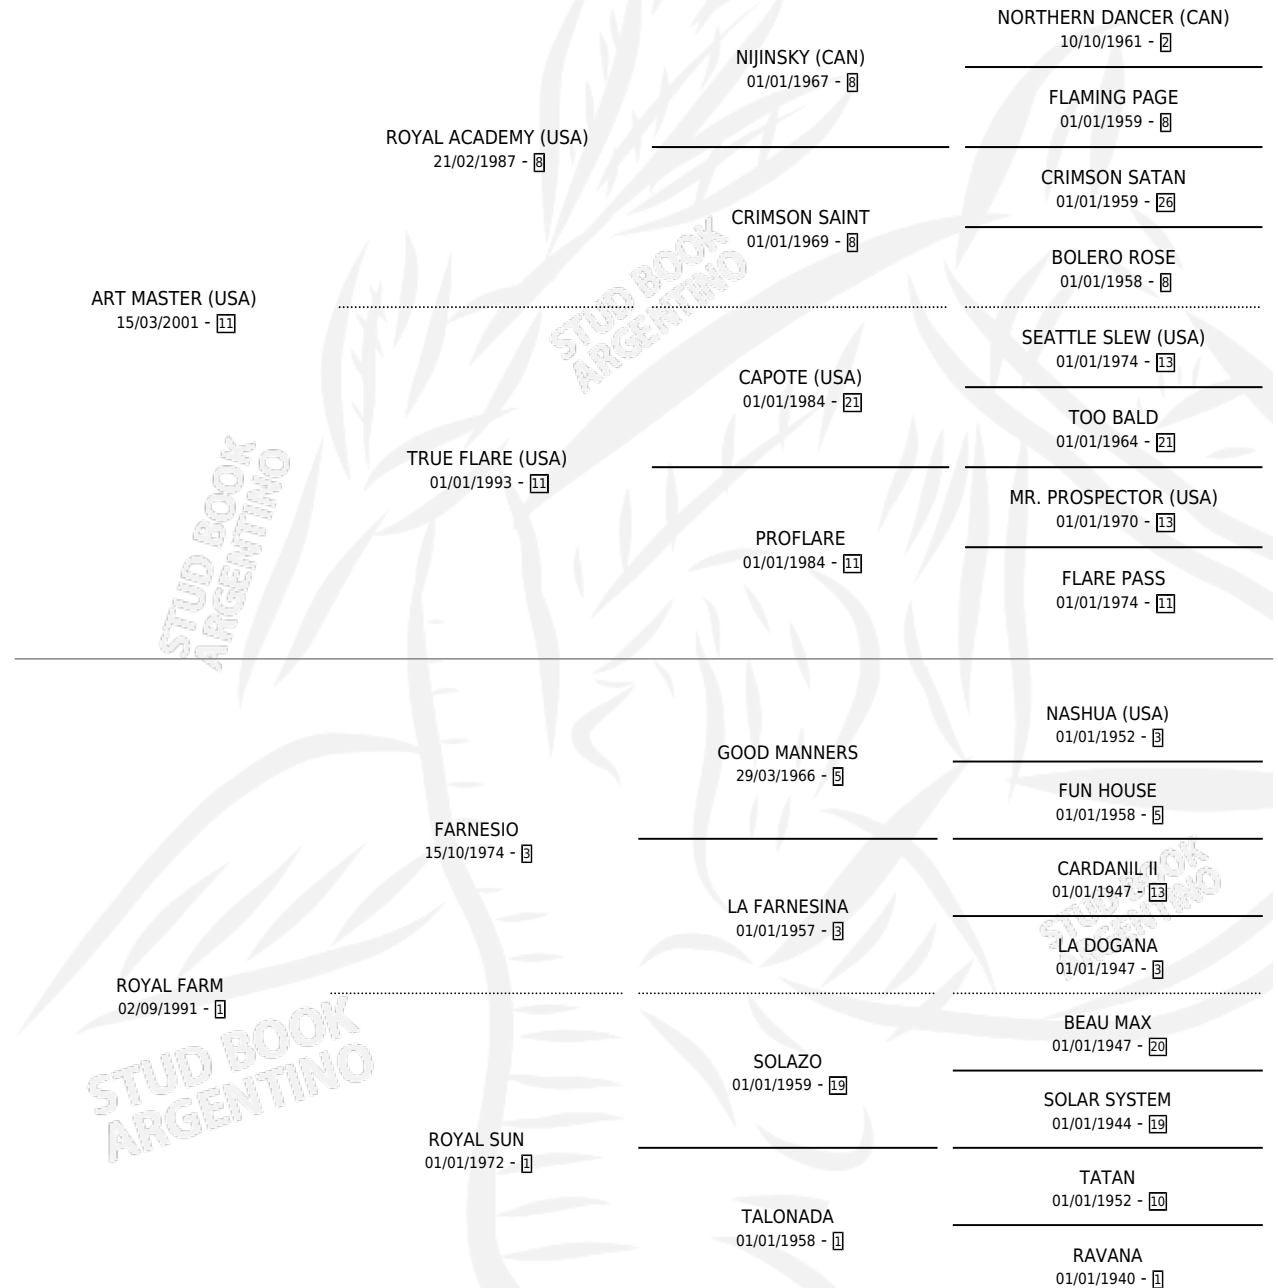 NORTHERN DANCER (CAN)
10/10/1961 - 2
NIJINSKY (CAN)
01/01/1967 - 8
FLAMING PAGE
01/01/1959 - 8
ROYAL ACADEMY (USA)
21/02/1987 - 8
CRIMSON SATAN
01/01/1959 - 26
CRIMSON SAINT
01/01/1969 - 8
BOLERO ROSE
01/01/1958 - 8
ART MASTER (USA)
15/03/2001 - 11
STUD BOOK
ARGENTINO
SEATTLE SLEW (USA)
01/01/1974 - 13
CAPOTE (USA)
01/01/1984 - 21
TOO BALD
01/01/1964 - 21
TRUE FLARE (USA)
01/01/1993 - 11
MR. PROSPECTOR (USA)
01/01/1970 - 13
PROFLARE
01/01/1984 - 11
FLARE PASS
01/01/1974 - 11
STUD BOOK
ARGENTINO
NASHUA (USA)
01/01/1952 - 3
GOOD MANNERS
29/03/1966 - 5
FUN HOUSE
01/01/1958 - 5
FARNESIO
15/10/1974 - 3
CARDANIL II
01/01/1947 - 13
LA FARNESINA
01/01/1957 - 3
STUD BOOK
ARGENTINO
LA DOGANA
01/01/1947 - 3
ROYAL FARM
02/09/1991 - 1
BEAU MAX
01/01/1947 - 20
SOLAZO
01/01/1959 - 19
STUD BOOK
ARGENTINO
SOLAR SYSTEM
01/01/1944 - 19
ROYAL SUN
01/01/1972 - 1
TATAN
01/01/1952 - 10
TALONADA
01/01/1958 - 1
RAVANA
01/01/1940 - 1